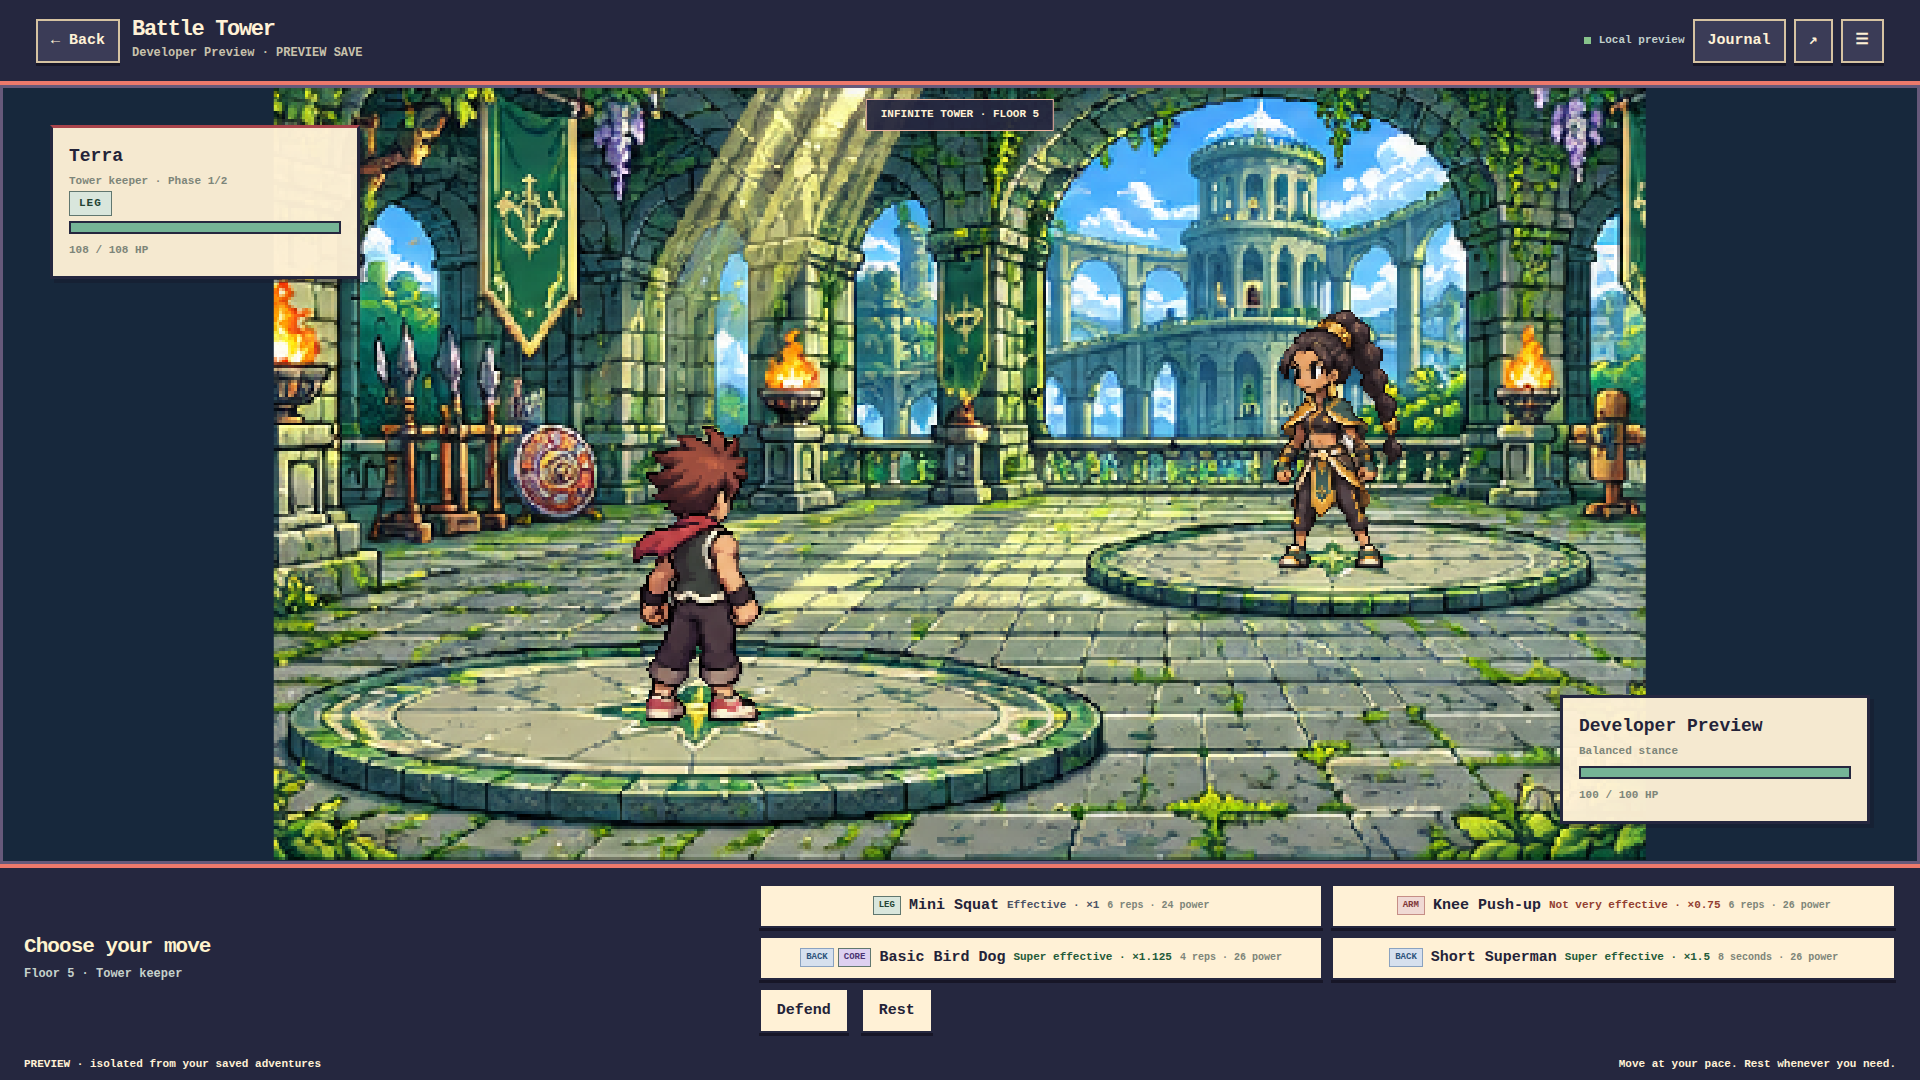 ← Back
Battle Tower
Developer Preview · PREVIEW SAVE
Local preview
Journal
↗
☰
INFINITE TOWER · FLOOR 5
Terra
Tower keeper · Phase 1/2
LEG
108 / 108 HP
Developer Preview
Balanced stance
100 / 100 HP
Choose your move
Floor 5 · Tower keeper
LEG Mini Squat Effective · ×1 6 reps · 24 power
ARM Knee Push-up Not very effective · ×0.75 6 reps · 26 power
BACK CORE Basic Bird Dog Super effective · ×1.125 4 reps · 26 power
BACK Short Superman Super effective · ×1.5 8 seconds · 26 power
Defend
Rest
PREVIEW · isolated from your saved adventures
Move at your pace. Rest whenever you need.